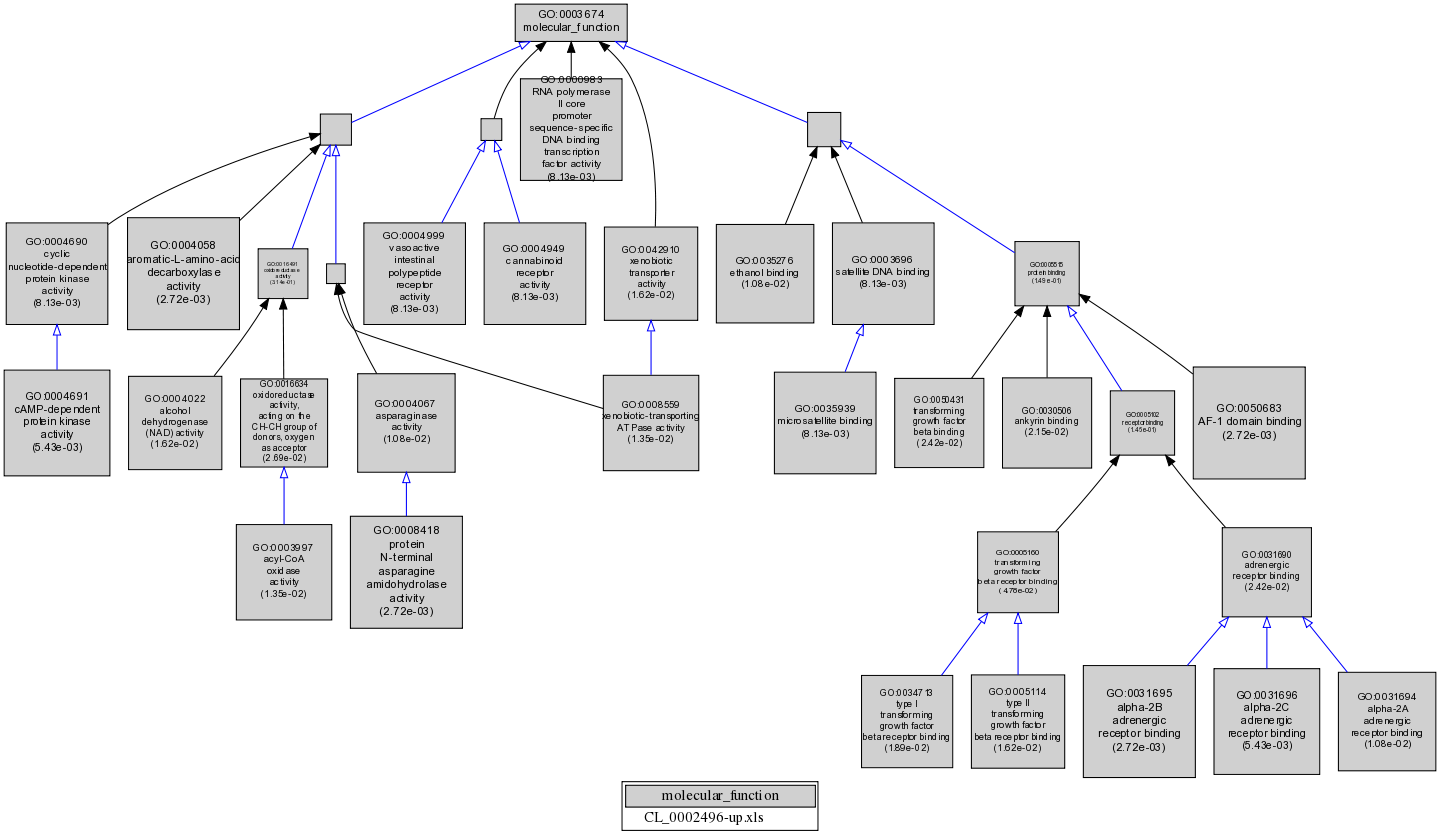 GO:0003674
molecular_function
GO:0000983
RNA polymerase
II core
promoter
sequence-specific
DNA binding
transcription
factor activity
(8.13e-03)
GO:0004690
cyclic
nucleotide-dependent
protein kinase
activity
(8.13e-03)
GO:0004058
aromatic-L-amino-acid
decarboxylase
activity
(2.72e-03)
GO:0016491
oxidoreductase
activity
(3.14e-01)
GO:0004999
vasoactive
intestinal
polypeptide
receptor
activity
(8.13e-03)
GO:0004949
cannabinoid
receptor
activity
(8.13e-03)
GO:0042910
xenobiotic
transporter
activity
(1.62e-02)
GO:0035276
ethanol binding
(1.08e-02)
GO:0003696
satellite DNA binding
(8.13e-03)
GO:0005515
protein binding
(1.49e-01)
GO:0004691
cAMP-dependent
protein kinase
activity
(5.43e-03)
GO:0004022
alcohol
dehydrogenase
(NAD) activity
(1.62e-02)
GO:0016634
oxidoreductase
activity,
acting on the
CH-CH group of
donors, oxygen
as acceptor
(2.69e-02)
GO:0004067
asparaginase
activity
(1.08e-02)
GO:0008559
xenobiotic-transporting
ATPase activity
(1.35e-02)
GO:0035939
microsatellite binding
(8.13e-03)
GO:0050431
transforming
growth factor
beta binding
(2.42e-02)
GO:0030506
ankyrin binding
(2.15e-02)
GO:0005102
receptor binding
(1.45e-01)
GO:0050683
AF-1 domain binding
(2.72e-03)
GO:0003997
acyl-CoA
oxidase
activity
(1.35e-02)
GO:0008418
protein
N-terminal
asparagine
amidohydrolase
activity
(2.72e-03)
GO:0005160
transforming
growth factor
beta receptor binding
(4.78e-02)
GO:0031690
adrenergic
receptor binding
(2.42e-02)
GO:0034713
type I
transforming
growth factor
beta receptor binding
(1.89e-02)
GO:0005114
type II
transforming
growth factor
beta receptor binding
(1.62e-02)
GO:0031695
alpha-2B
adrenergic
receptor binding
(2.72e-03)
GO:0031696
alpha-2C
adrenergic
receptor binding
(5.43e-03)
GO:0031694
alpha-2A
adrenergic
receptor binding
(1.08e-02)
molecular_function
CL_0002496-up.xls